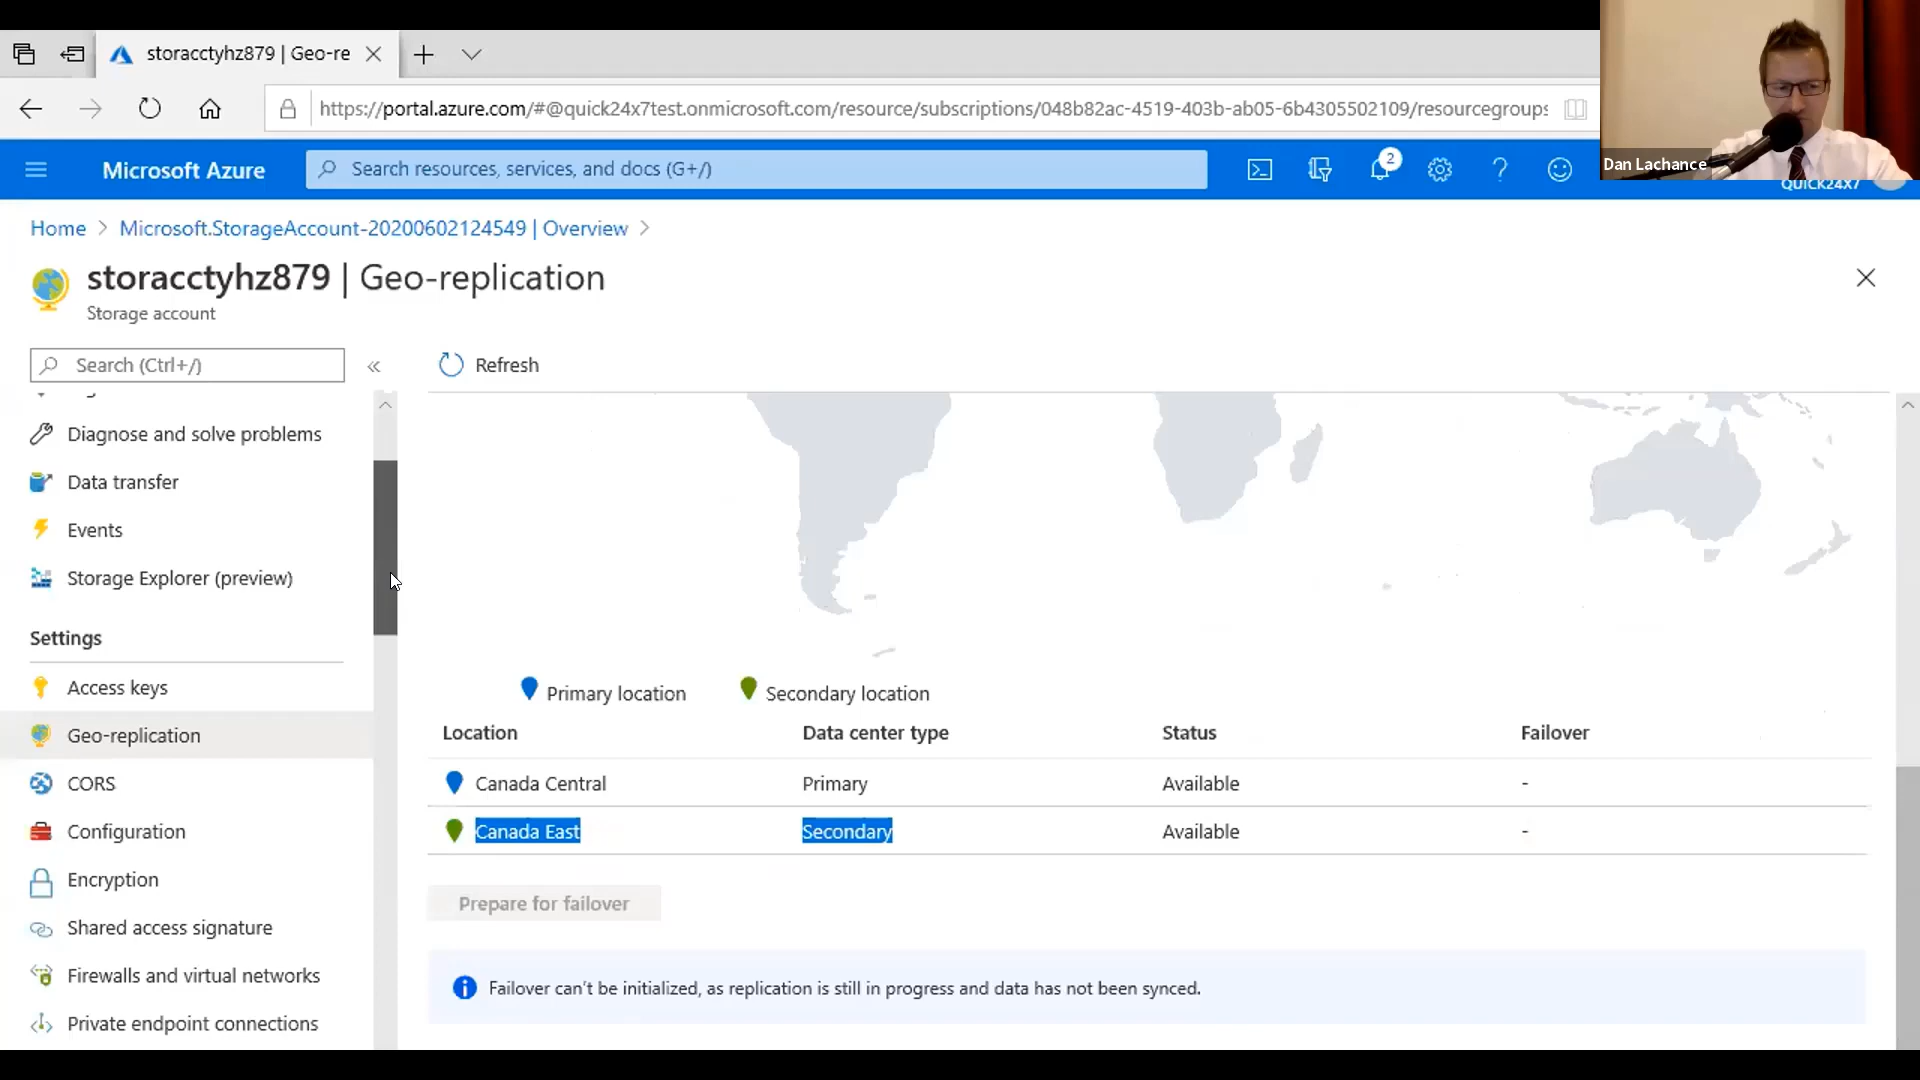 storacctyhz879 | Geo-re
https://portal.azure.com/#@quick24x7test.onmicrosoft.com/resource/subscriptions/048b82ac-4519-403b-ab05-6b4305502109/resourcegroups
Dan Lachance
Microsoft Azure
Search resources, services, and docs (G+/)
2
QUICK24X7
Home > Microsoft.StorageAccount-20200602124549 | Overview >
storacctyhz879 | Geo-replication
Storage account
Search (Ctrl+/)
«
Refresh
Diagnose and solve problems
Data transfer
Events
Storage Explorer (preview)
Settings
Access keys
Geo-replication
CORS
Configuration
Encryption
Shared access signature
Firewalls and virtual networks
Private endpoint connections
Primary location Secondary location
Location Data center type Status Failover
Canada Central Primary Available -
Canada East Secondary Available -
Prepare for failover
Failover can't be initialized, as replication is still in progress and data has not been synced.